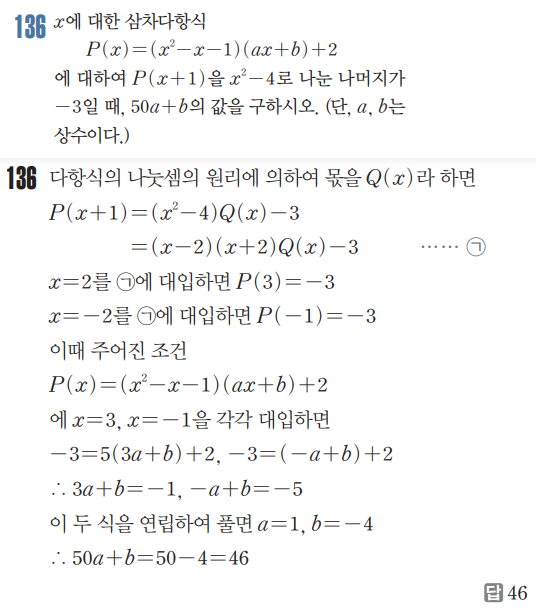 136 x에 대한 삼차다항식
P(x)=(x²-x-1)(ax+b)+2
에 대하여 P(x+1)을 x²-4로 나눈 나머지가
-3일 때, 50a+b의 값을 구하시오. (단, a, b는
상수이다.)
136 다항식의 나눗셈의 원리에 의하여 몫을 Q(x)라 하면
P(x+1)=(x²-4)Q(x)-3
=(x-2)(x+2)Q(x)-3 …… ㉠
x=2를 ㉠에 대입하면 P(3)=-3
x=-2를 ㉠에 대입하면 P(-1)=-3
이때 주어진 조건
P(x)=(x²-x-1)(ax+b)+2
에 x=3, x=-1을 각각 대입하면
-3=5(3a+b)+2, -3=(-a+b)+2
∴ 3a+b=-1, -a+b=-5
이 두 식을 연립하여 풀면 a=1, b=-4
∴ 50a+b=50-4=46
답 46